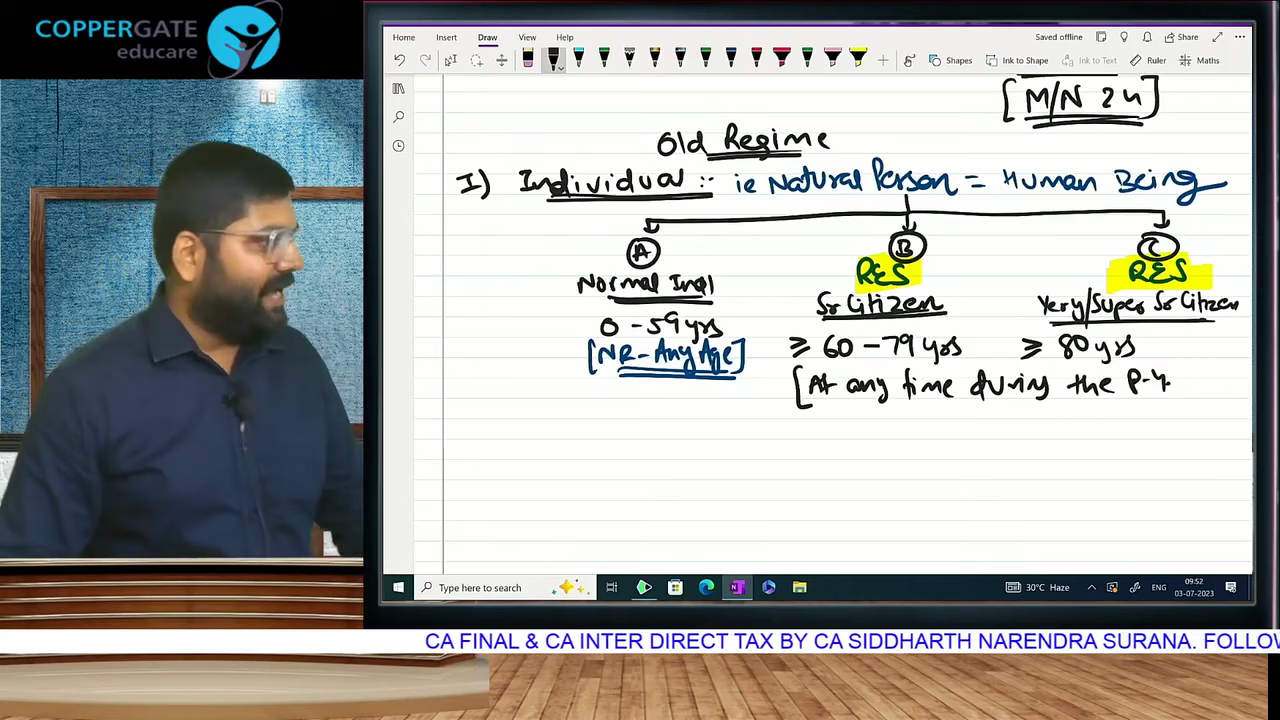 COPPERGATE
educare
Home Insert Draw View Help
Saved offline
Share
Shapes
Ink to Shape
Ink to Text
Ruler
Maths
[M/N 24]
Old Regime
I) Individual :- ie Natural Person = Human Being
A B C
Normal Indl
RES
RES
Sr Citizen
Very/Super Sr Citizen
0 - 59 yrs
≥ 60 - 79 yrs
≥ 80 yrs
[NR - Any Age]
[At any time during the P.Y.
Type here to search
30°C Haze
ENG
09:52
03-07-2023
CA FINAL & CA INTER DIRECT TAX BY CA SIDDHARTH NARENDRA SURANA. FOLLO